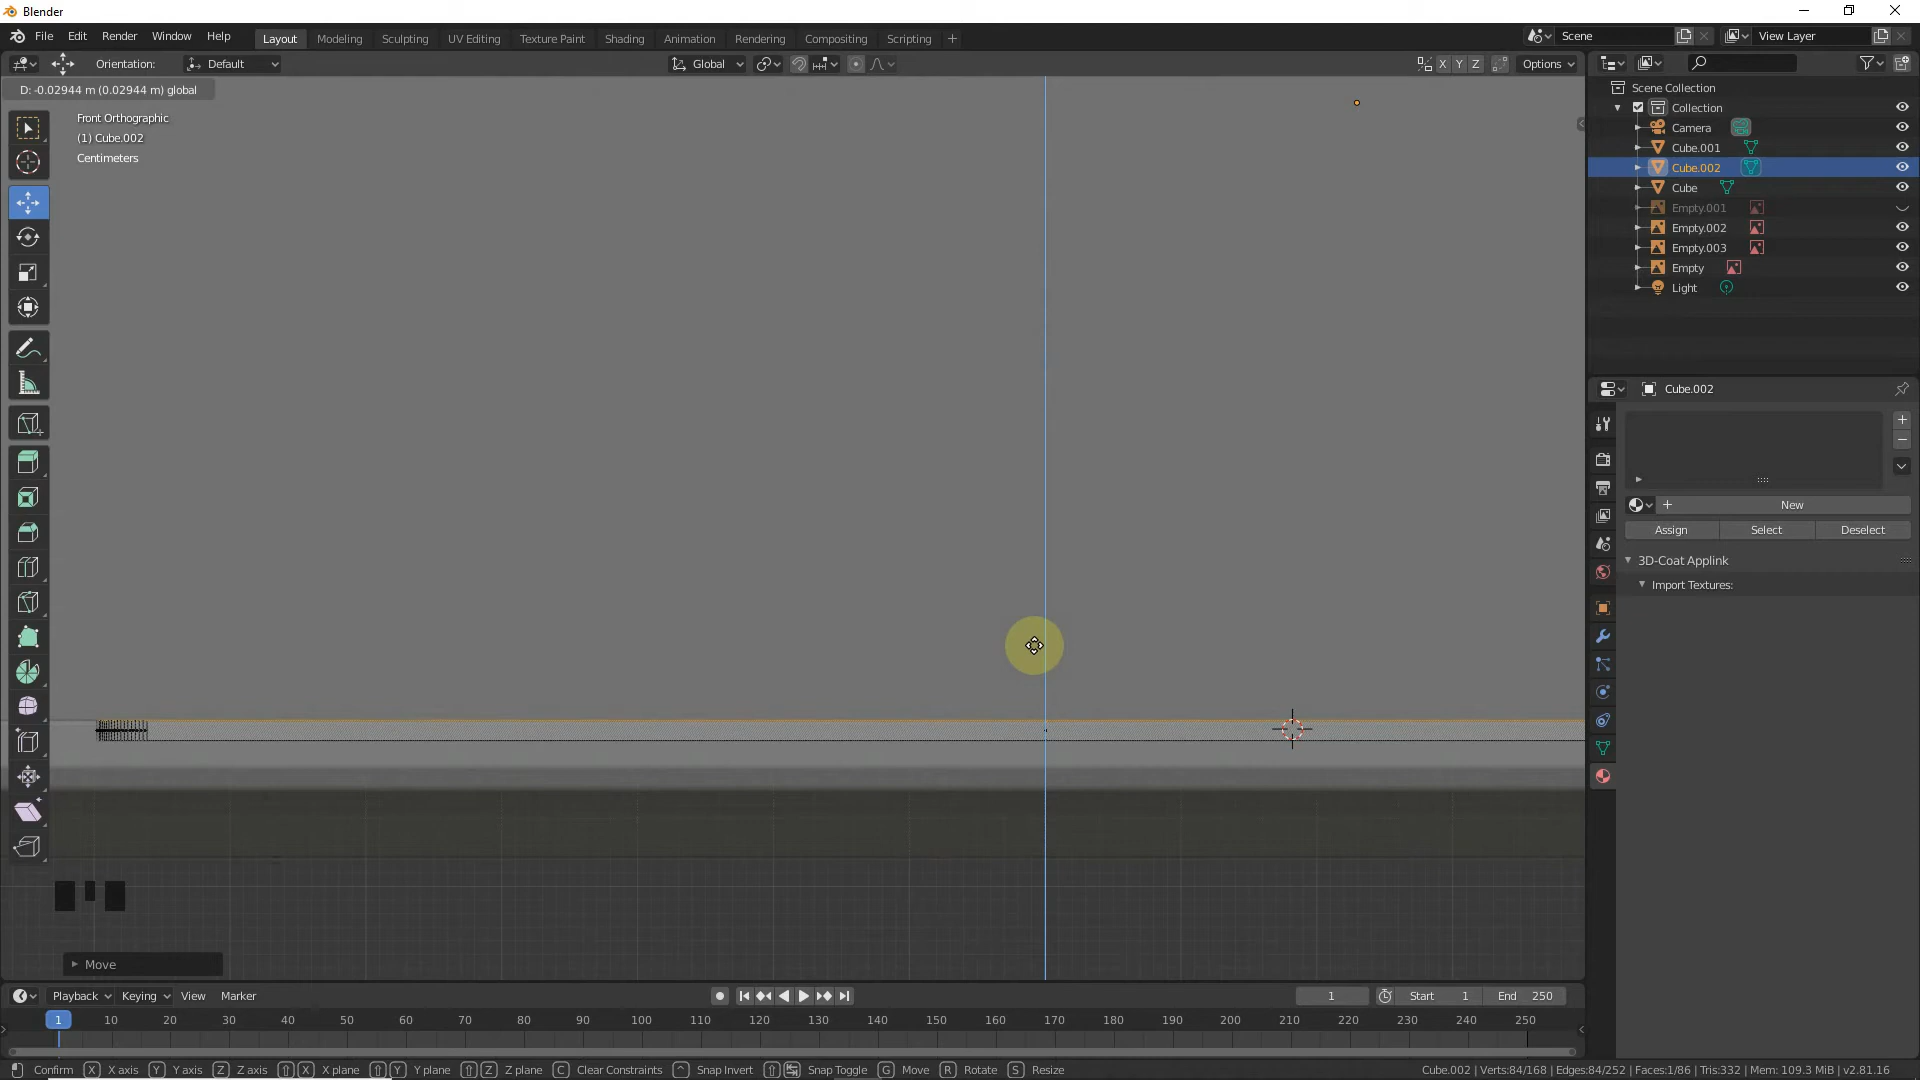 Blender
File Edit Render Window Help
Layout Modeling Sculpting UV Editing Texture Paint Shading Animation Rendering Compositing Scripting +
Scene
View Layer
Orientation: Default
Global
X Y Z Options
D: -0.02944 m (0.02944 m) global
Front Orthographic
(1) Cube.002
Centimeters
Scene Collection
Collection
Camera
Cube.001
Cube.002
Cube
Empty.001
Empty.002
Empty.003
Empty
Light
Cube.002
New
Assign Select Deselect
3D-Coat Applink
Import Textures:
Move
Playback Keying View Marker
1 Start 1 End 250
1 10 20 30 40 50 60 70 80 90 100 110 120 130 140 150 160 170 180 190 200 210 220 230 240 250
Confirm X X axis Y Y axis Z Z axis X X plane Y Y plane Z Z plane C Clear Constraints Snap Invert Snap Toggle G Move R Rotate S Resize
Cube.002 | Verts:84/168 | Edges:84/252 | Faces:1/86 | Tris:332 | Mem: 109.3 MiB | v2.81.16